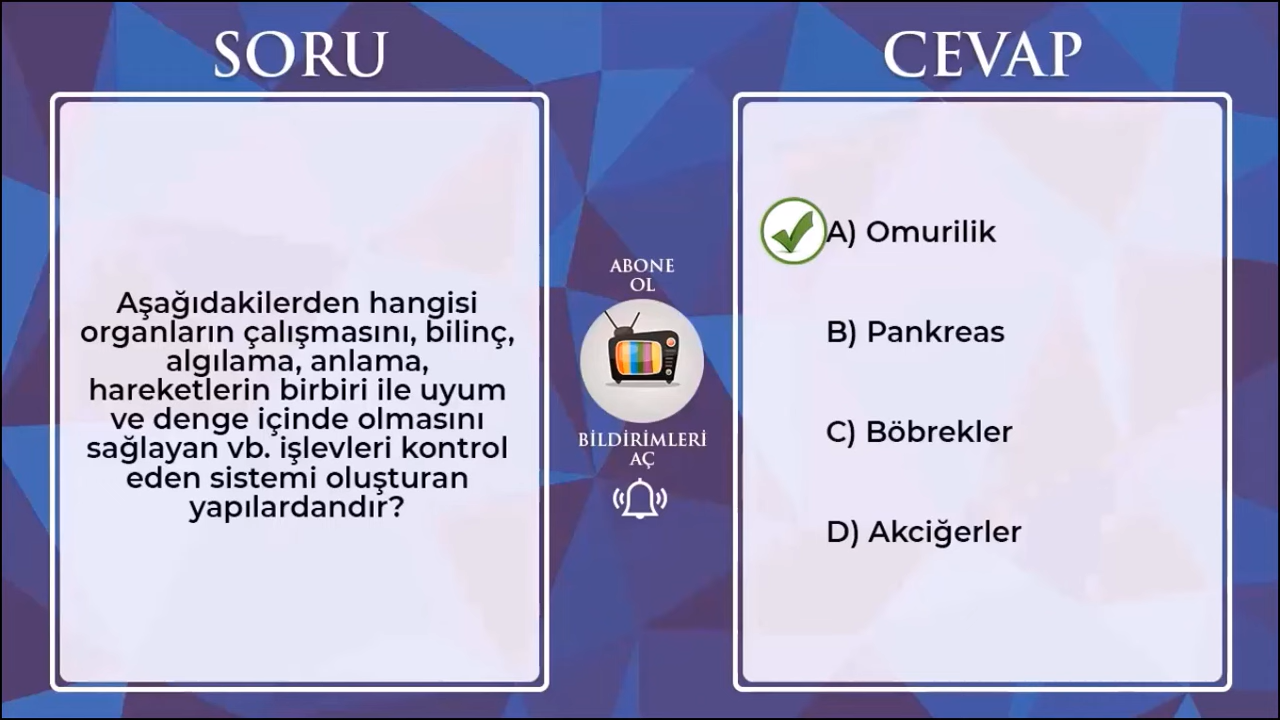 SORU
Aşağıdakilerden hangisi
organların çalışmasını, bilinç,
algılama, anlama,
hareketlerin birbiri ile uyum
ve denge içinde olmasını
sağlayan vb. işlevleri kontrol
eden sistemi oluşturan
yapılardandır?
ABONE
OL
BİLDİRİMLERİ
AÇ
CEVAP
A) Omurilik
B) Pankreas
C) Böbrekler
D) Akciğerler